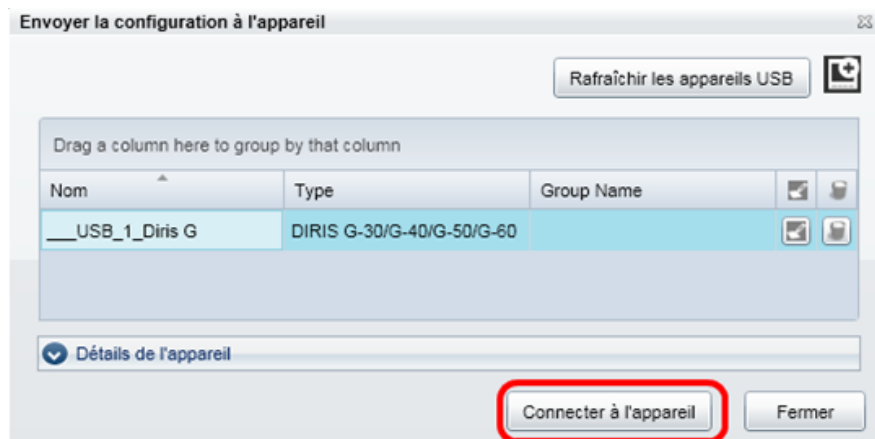 Envoyer la configuration à l'appareil
Rafraîchir les appareils USB
Drag a column here to group by that column
Nom Type Group Name
___USB_1_Diris G DIRIS G-30/G-40/G-50/G-60
Détails de l'appareil
Connecter à l'appareil Fermer